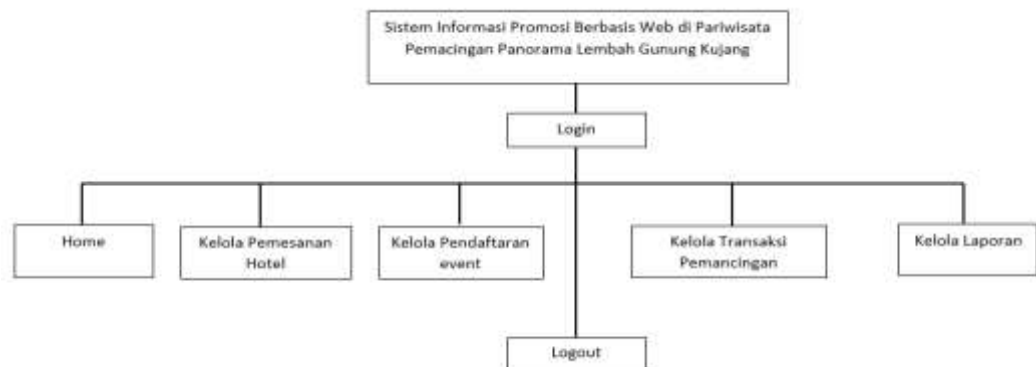 Sistem Informasi Promosi Berbasis Web di Pariwisata
Pemacingan Panorama Lembah Gunung Kujang
Login
Home
Kelola Pemesanan
Hotel
Kelola Pendaftaran
event
Kelola Transaksi
Pemancingan
Kelola Laporan
Logout